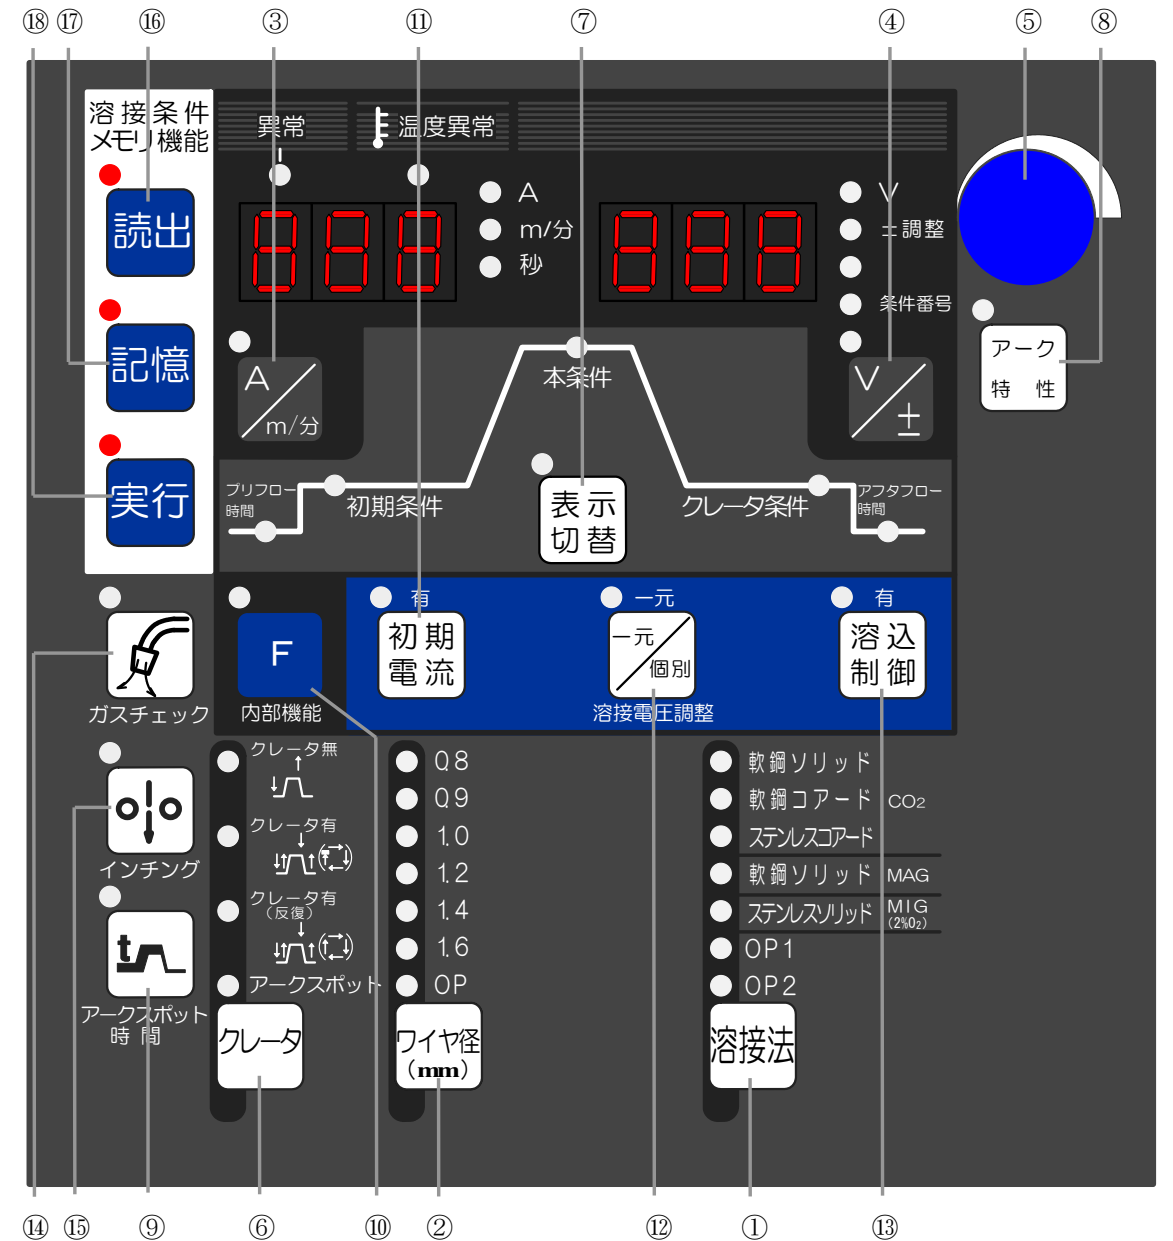 ⑱ ⑰ ⑯ ③ ⑪ ⑦ ④ ⑤ ⑧
溶接条件
メモリ機能
異常
温度異常
読出
888
A
m/分
秒
888
V
±調整
条件番号
記憶
A
m/分
本条件
V
±
アーク
特 性
実行
プリフロー
時間
初期条件
表示
切替
クレータ条件
アフタフロー
時間
有
一元
有
F
初期
電流
一元
個別
溶込
制御
ガスチェック
内部機能
溶接電圧調整
インチング
t
アークスポット
時間
クレータ無
クレータ有
クレータ有
(反復)
アークスポット
クレータ
0.8
0.9
1.0
1.2
1.4
1.6
OP
ワイヤ径
(mm)
軟鋼ソリッド
軟鋼コアード CO2
ステンレスコアード
軟鋼ソリッド MAG
ステンレスソリッド MIG
(2%O2)
OP1
OP2
溶接法
⑭ ⑮ ⑨ ⑥ ⑩ ② ⑫ ① ⑬